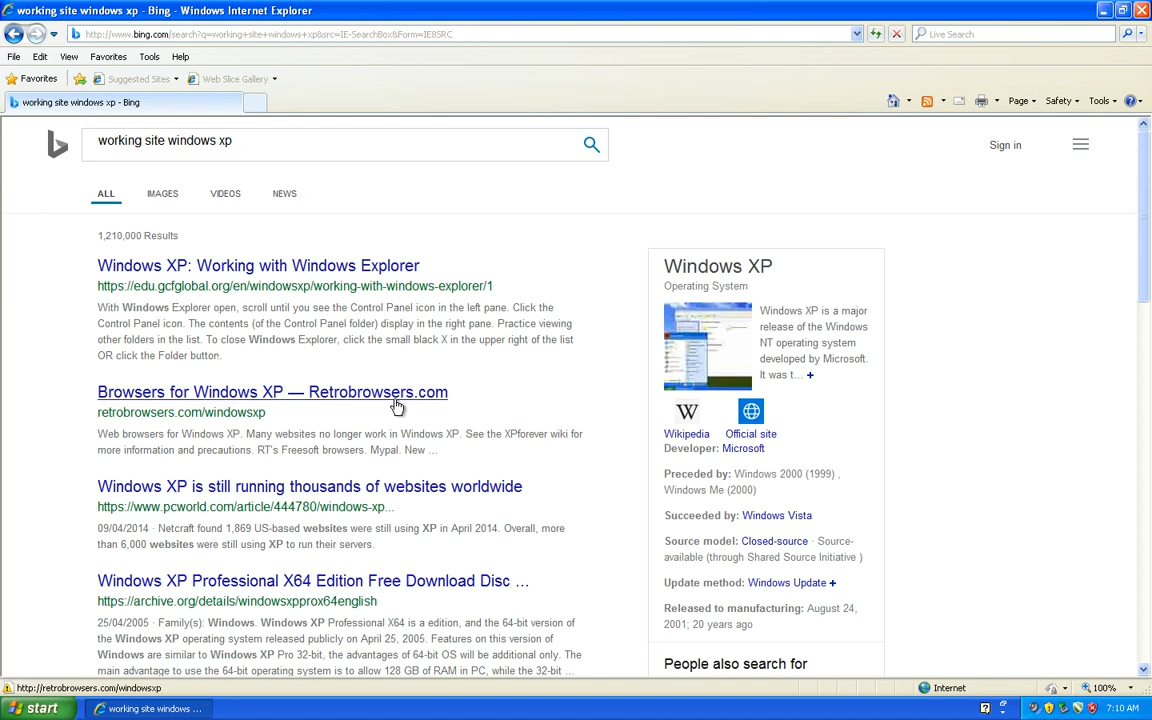 working site windows xp - Bing - Windows Internet Explorer
http://www.bing.com/search?q=working+site+windows+xp&src=IE-SearchBox&Form=IE8SRC
Live Search
File Edit View Favorites Tools Help
Favorites Suggested Sites Web Slice Gallery
working site windows xp - Bing
Page Safety Tools
working site windows xp
Sign in
ALL IMAGES VIDEOS NEWS
1,210,000 Results
Windows XP: Working with Windows Explorer
https://edu.gcfglobal.org/en/windowsxp/working-with-windows-explorer/1
With Windows Explorer open, scroll until you see the Control Panel icon in the left pane. Click the
Control Panel icon. The contents (of the Control Panel folder) display in the right pane. Practice viewing
other folders in the list. To close Windows Explorer, click the small black X in the upper right of the list
OR click the Folder button.
Browsers for Windows XP — Retrobrowsers.com
retrobrowsers.com/windowsxp
Web browsers for Windows XP. Many websites no longer work in Windows XP. See the XPforever wiki for
more information and precautions. RT's Freesoft browsers. Mypal. New ...
Windows XP is still running thousands of websites worldwide
https://www.pcworld.com/article/444780/windows-xp...
09/04/2014 · Netcraft found 1,869 US-based websites were still using XP in April 2014. Overall, more
than 6,000 websites were still using XP to run their servers.
Windows XP Professional X64 Edition Free Download Disc ...
https://archive.org/details/windowsxpprox64english
25/04/2005 · Family(s): Windows. Windows XP Professional X64 is a edition, and the 64-bit version of
the Windows XP operating system released publicly on April 25, 2005. Features on this version of
Windows are similar to Windows XP Pro 32-bit, the advantages of 64-bit OS will be additional only. The
main advantage to use the 64-bit operating system is to allow 128 GB of RAM in PC, while the 32-bit ...
Windows XP
Operating System
Windows XP is a major
release of the Windows
NT operating system
developed by Microsoft.
It was t... +
W
Wikipedia Official site
Developer: Microsoft
Preceded by: Windows 2000 (1999) ,
Windows Me (2000)
Succeeded by: Windows Vista
Source model: Closed-source · Source-
available (through Shared Source Initiative )
Update method: Windows Update +
Released to manufacturing: August 24,
2001; 20 years ago
People also search for
http://retrobrowsers.com/windowsxp
Internet
100%
start
working site windows ...
7:10 AM